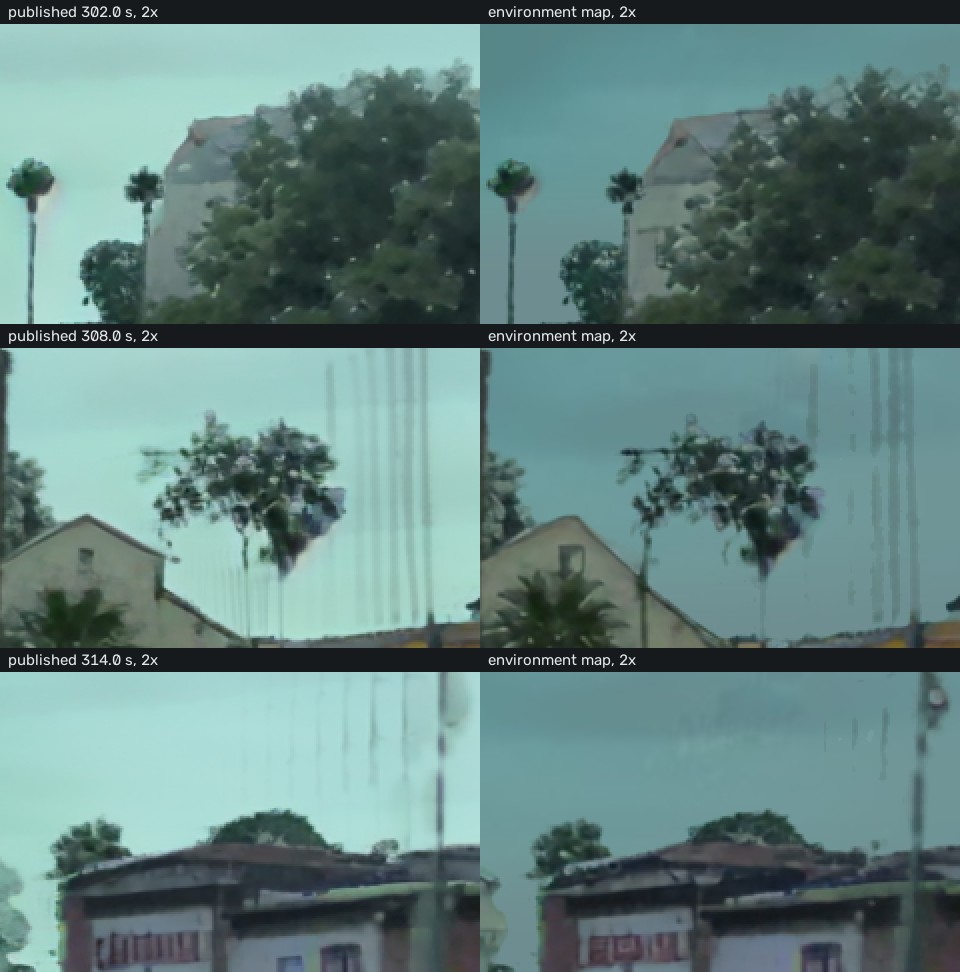 published 302.0 s, 2x
environment map, 2x
published 308.0 s, 2x
environment map, 2x
published 314.0 s, 2x
environment map, 2x